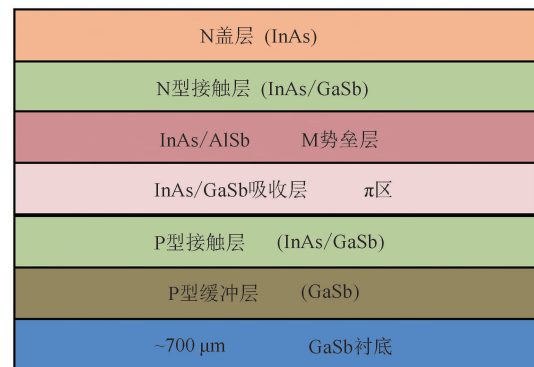 N盖层 (InAs)
N型接触层 (InAs/GaSb)
InAs/AlSb M势垒层
InAs/GaSb吸收层 π区
P型接触层 (InAs/GaSb)
P型缓冲层 (GaSb)
~700 μm GaSb衬底